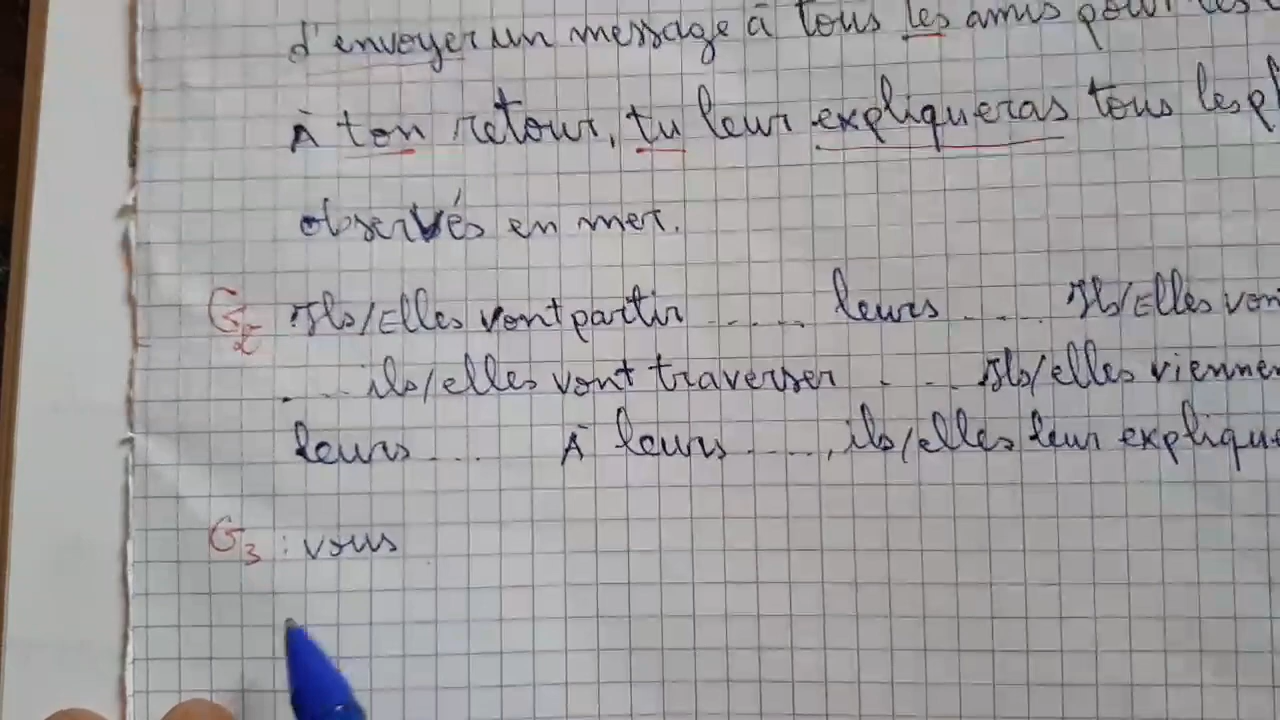 d'envoyer un message à tous les amis pour les
À ton retour, tu leur expliqueras tous les pl
observés en mer.
G2 Ils/Elles vont partir ..... leurs .... Ils/Elles von
.... ils/elles vont traverser .... Ils/elles vienne
leurs .... À leurs ....., ils/elles leur expliqu
G3 : vous